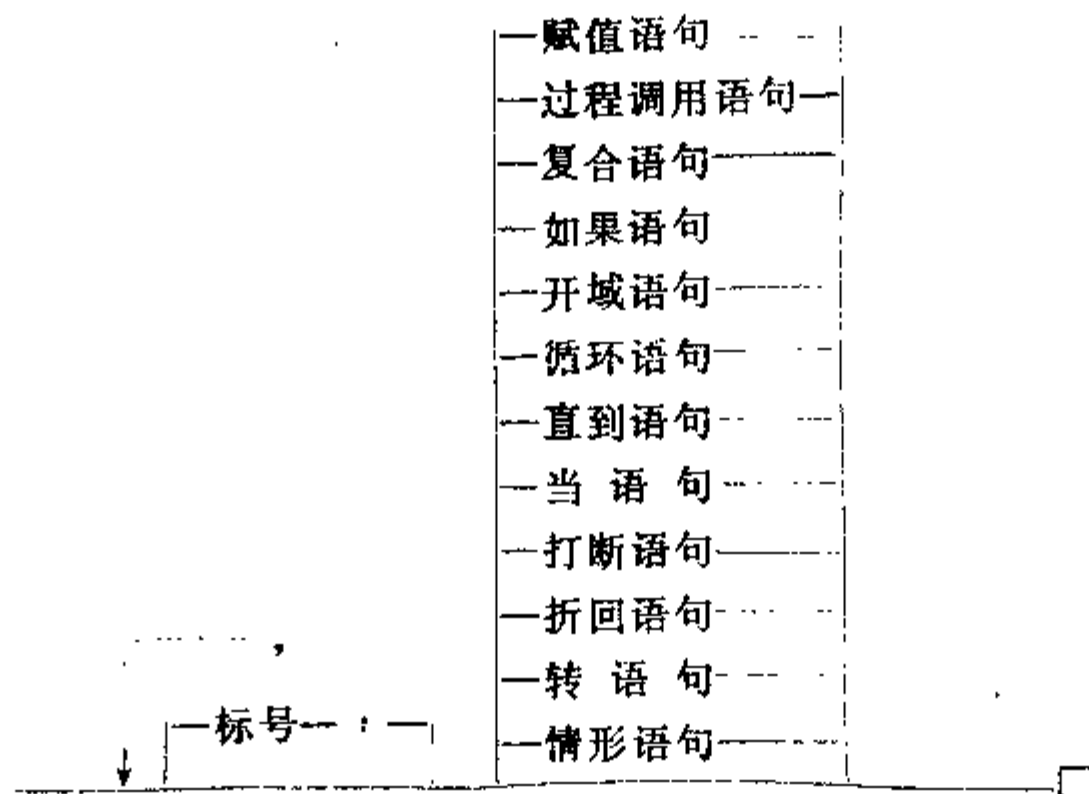 赋值语句
过程调用语句
复合语句
如果语句
开域语句
循环语句
直到语句
当 语 句
打断语句
折回语句
,
转 语 句
标号 :
情形语句